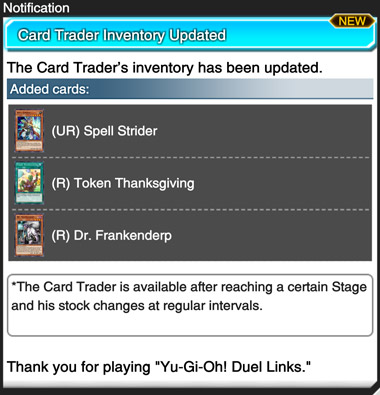 Notification
NEW
Card Trader Inventory Updated
The Card Trader's inventory has been updated.
Added cards:
(UR) Spell Strider
(R) Token Thanksgiving
(R) Dr. Frankenderp
*The Card Trader is available after reaching a certain Stage
and his stock changes at regular intervals.
Thank you for playing "Yu-Gi-Oh! Duel Links."